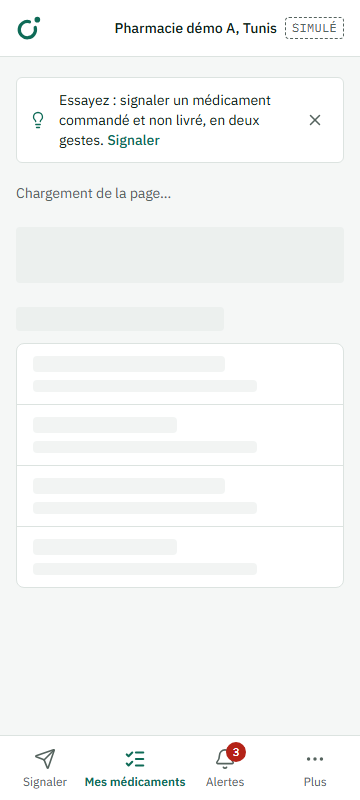 Pharmacie démo A, Tunis SIMULÉ
Essayez : signaler un médicament
commandé et non livré, en deux
gestes. Signaler
Chargement de la page...
3
Signaler Mes médicaments Alertes Plus